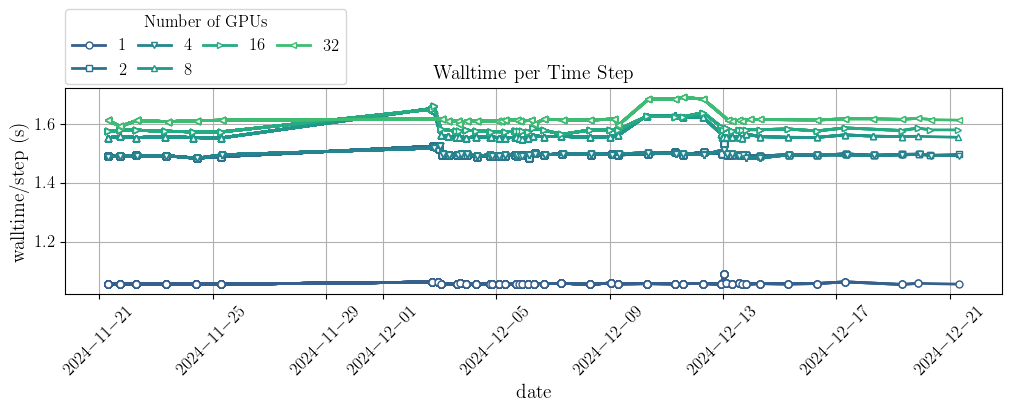 Number of GPUs
1 4 16 32
2 8
Walltime per Time Step
walltime/step (s)
1.6
1.4
1.2
2024−11−21 2024−11−25 2024−11−29 2024−12−01 2024−12−05 2024−12−09 2024−12−13 2024−12−17 2024−12−21
date